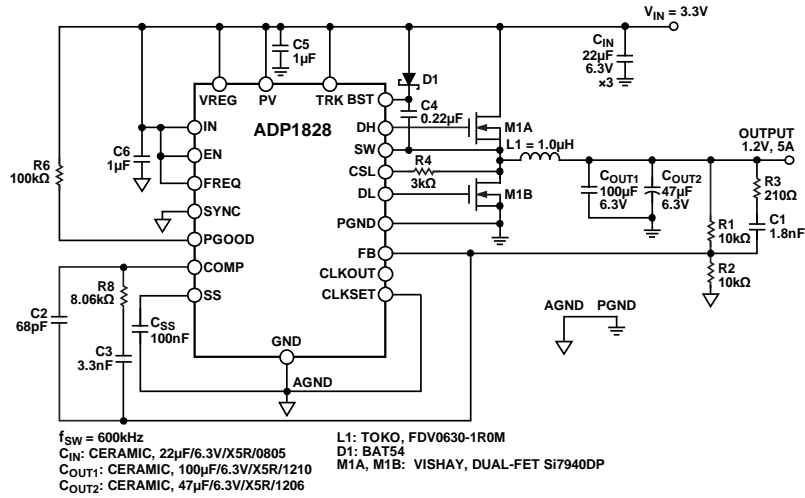 V_IN = 3.3V
C5
1µF
C_IN
22µF
6.3V
×3
D1
VREG
PV
TRK
BST
C4
0.22µF
ADP1828
IN
DH
M1A
OUTPUT
1.2V, 5A
L1 = 1.0µH
SW
C6
1µF
EN
R6
100kΩ
R4
3kΩ
CSL
FREQ
DL
M1B
C_OUT1
100µF
6.3V
C_OUT2
47µF
6.3V
R3
210Ω
C1
1.8nF
SYNC
PGND
R1
10kΩ
PGOOD
FB
COMP
CLKOUT
R2
10kΩ
R8
8.06kΩ
SS
CLKSET
C2
68pF
C_SS
100nF
AGND PGND
GND
C3
3.3nF
AGND
f_SW = 600kHz
C_IN: CERAMIC, 22µF/6.3V/X5R/0805
C_OUT1: CERAMIC, 100µF/6.3V/X5R/1210
C_OUT2: CERAMIC, 47µF/6.3V/X5R/1206
L1: TOKO, FDV0630-1R0M
D1: BAT54
M1A, M1B: VISHAY, DUAL-FET Si7940DP